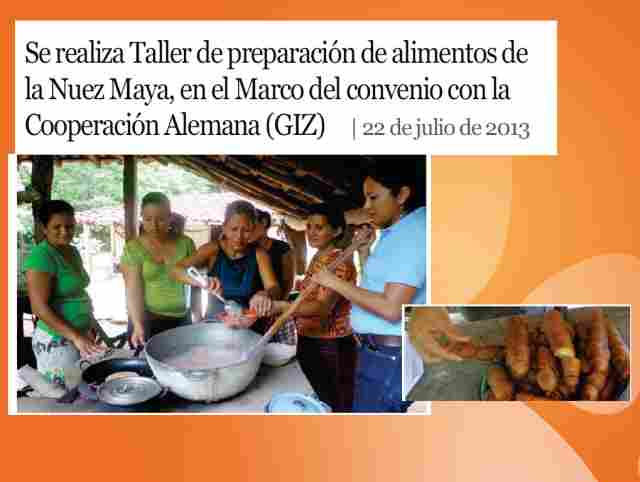 Se realiza Taller de preparación de alimentos de
la Nuez Maya, en el Marco del convenio con la
Cooperación Alemana (GIZ) | 22 de julio de 2013